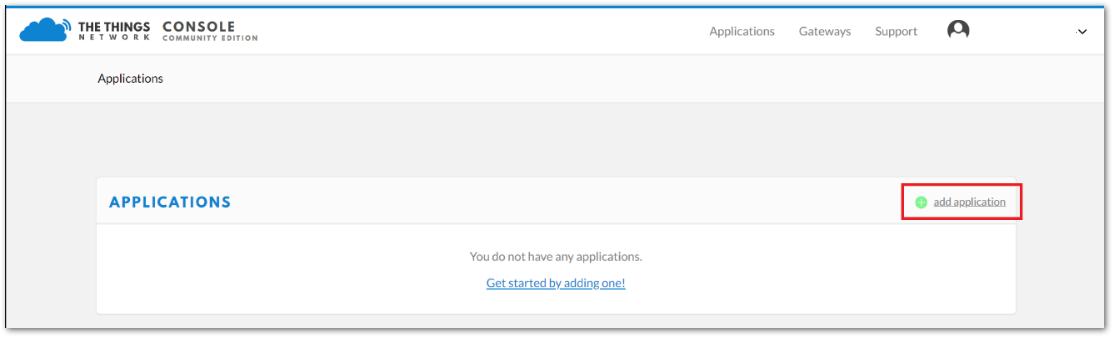 THE THINGS CONSOLE
NETWORK COMMUNITY EDITION
Applications Gateways Support
Applications
APPLICATIONS
add application
You do not have any applications.
Get started by adding one!